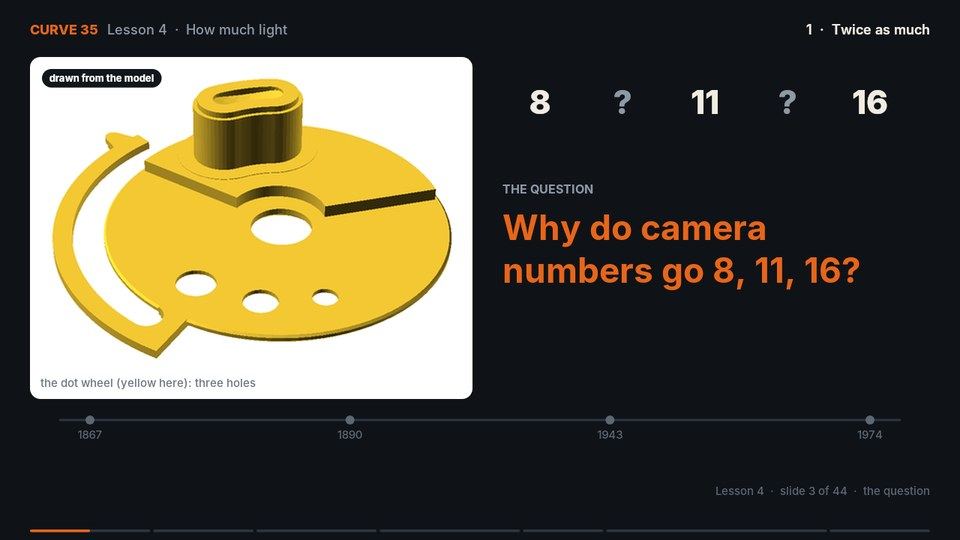 CURVE 35 Lesson 4 · How much light
1 · Twice as much
drawn from the model
8 ? 11 ? 16
THE QUESTION
Why do camera
numbers go 8, 11, 16?
the dot wheel (yellow here): three holes
1867 1890 1943 1974
Lesson 4 · slide 3 of 44 · the question